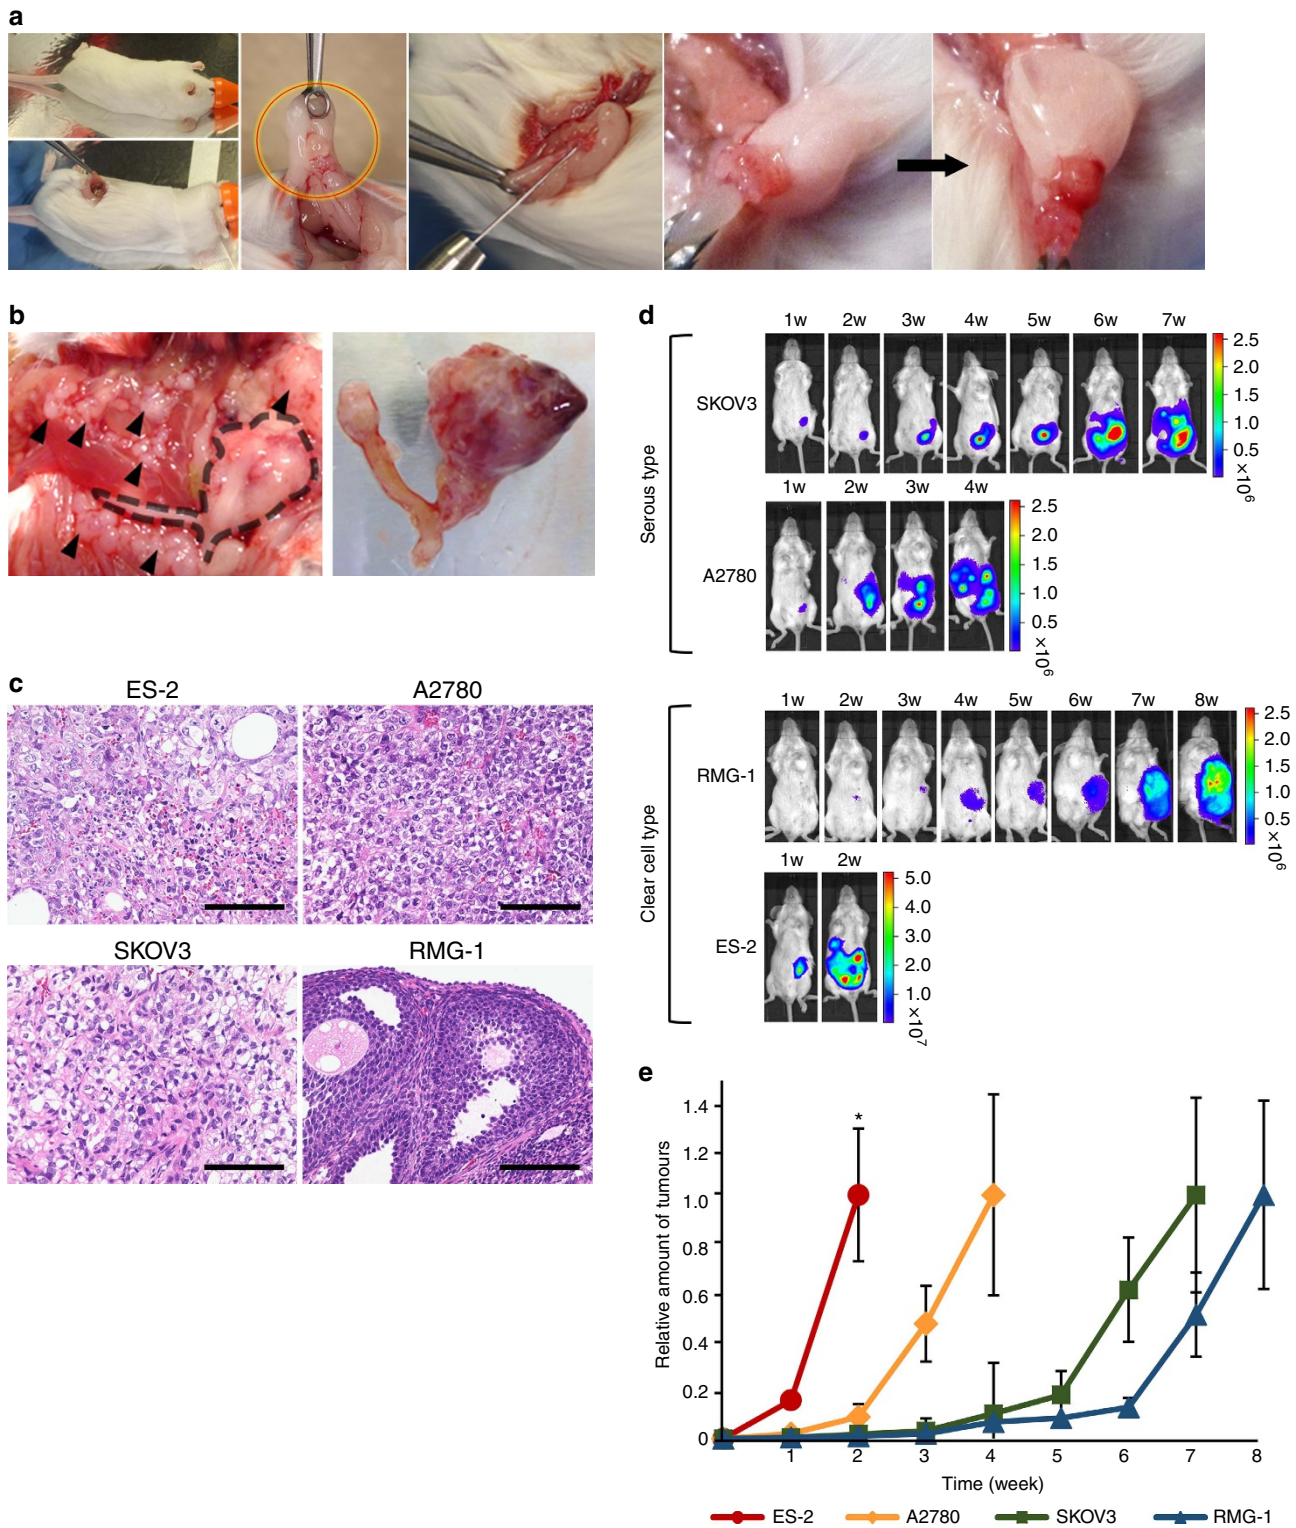 a
b
c
ES-2
A2780
SKOV3
RMG-1
d
Serous type
SKOV3
1w 2w 3w 4w 5w 6w 7w
2.5
2.0
1.5
1.0
0.5
×10⁶
A2780
1w 2w 3w 4w
2.5
2.0
1.5
1.0
0.5
×10⁶
Clear cell type
RMG-1
1w 2w 3w 4w 5w 6w 7w 8w
2.5
2.0
1.5
1.0
0.5
×10⁶
ES-2
1w 2w
5.0
4.0
3.0
2.0
1.0
×10⁷
e
Relative amount of tumours
1.4
1.2
1.0
0.8
0.6
0.4
0.2
0
*
1 2 3 4 5 6 7 8
Time (week)
ES-2 A2780 SKOV3 RMG-1